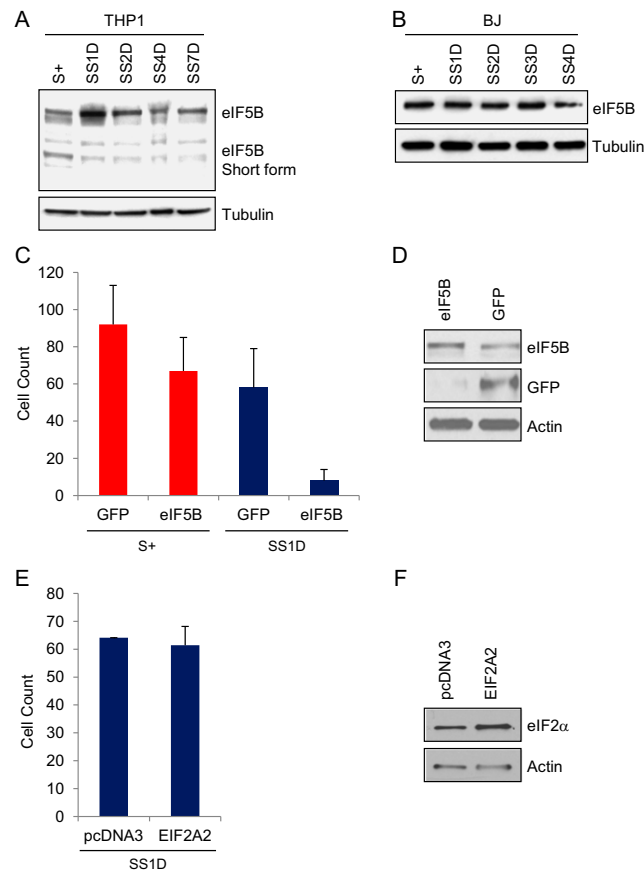 A
THP1
S+
SS1D
SS2D
SS4D
SS7D
eIF5B
eIF5B
Short form
Tubulin
B
BJ
S+
SS1D
SS2D
SS3D
SS4D
eIF5B
Tubulin
C
120
100
80
60
40
20
0
Cell Count
GFP
eIF5B
GFP
eIF5B
S+
SS1D
D
eIF5B
GFP
eIF5B
GFP
Actin
E
80
70
60
50
40
30
20
10
0
Cell Count
pcDNA3
EIF2A2
SS1D
F
pcDNA3
EIF2A2
eIF2α
Actin